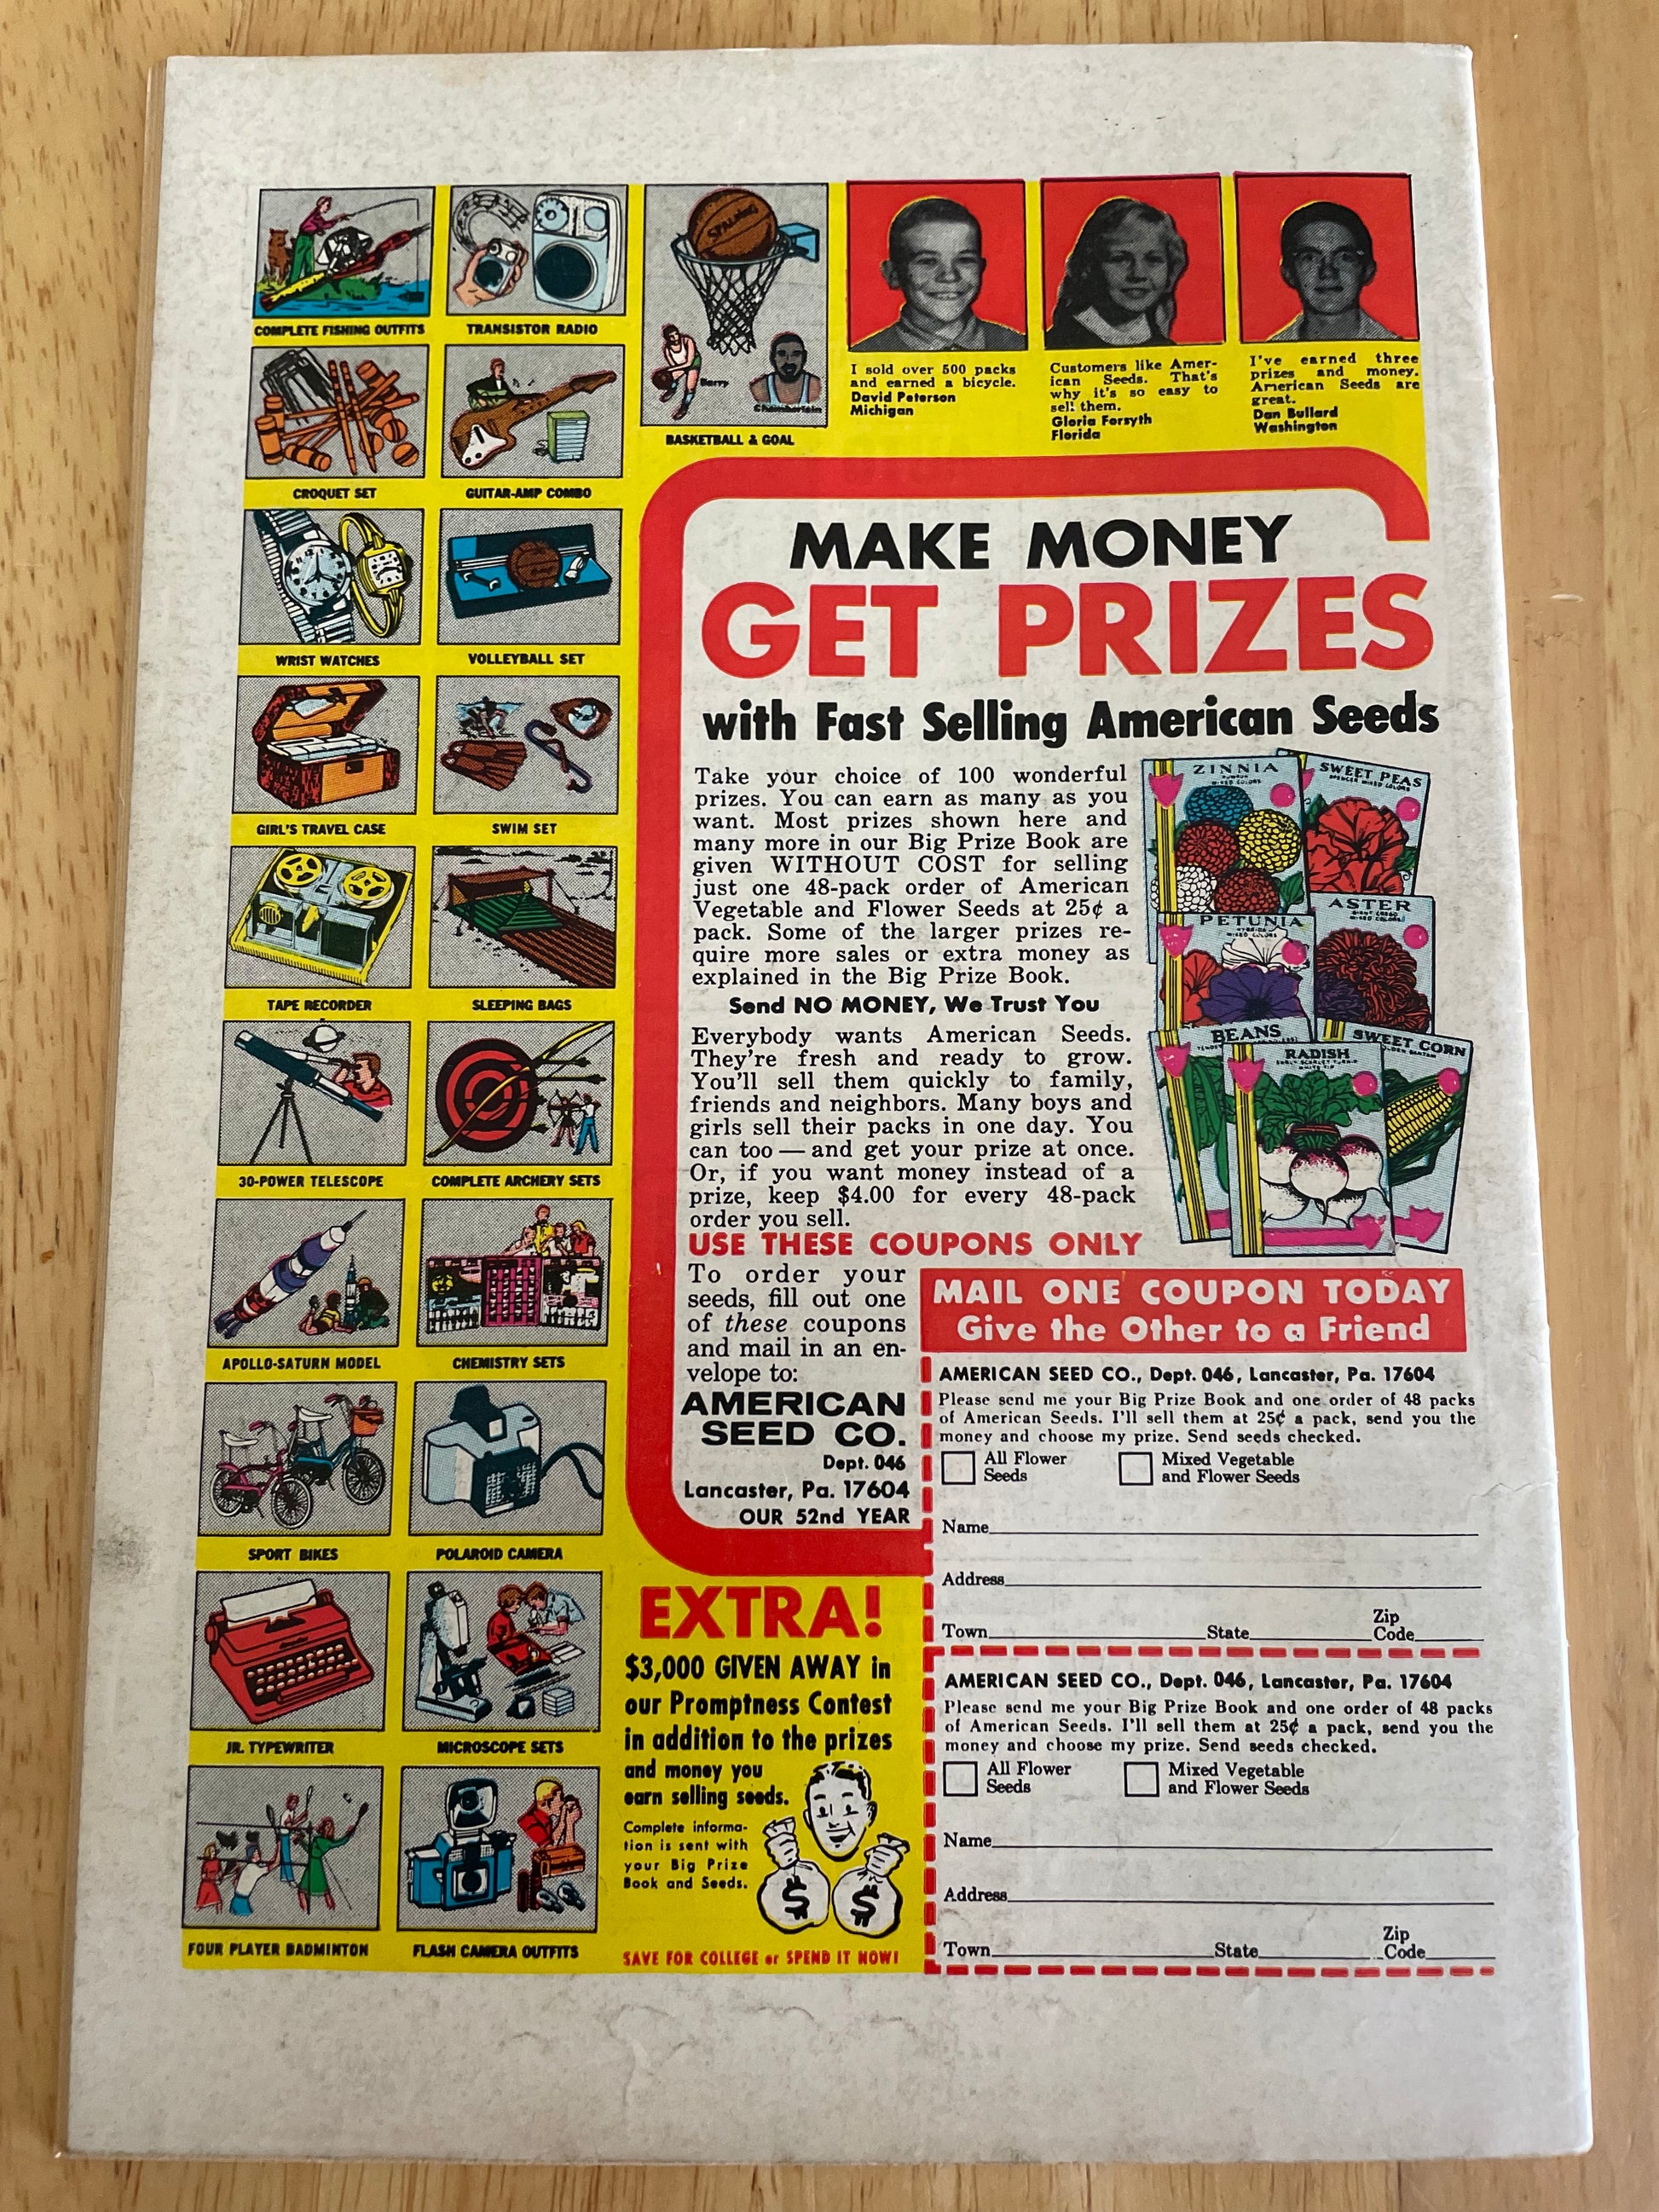 COMPLETE FISHING OUTFITS
TRANSISTOR RADIO
SPALDING
Barry
Chamberlain
BASKETBALL & GOAL
I sold over 500 packs
and earned a bicycle.
David Peterson
Michigan
Customers like Amer-
ican Seeds. That's
why it's so easy to
sell them.
Gloria Forsyth
Florida
I've earned three
prizes and money.
American Seeds are
great.
Dan Bullard
Washington
CROQUET SET
GUITAR-AMP COMBO
WRIST WATCHES
VOLLEYBALL SET
GIRL'S TRAVEL CASE
SWIM SET
TAPE RECORDER
SLEEPING BAGS
30-POWER TELESCOPE
COMPLETE ARCHERY SETS
APOLLO-SATURN MODEL
CHEMISTRY SETS
SPORT BIKES
POLAROID CAMERA
JR. TYPEWRITER
MICROSCOPE SETS
FOUR PLAYER BADMINTON
FLASH CAMERA OUTFITS
MAKE MONEY
GET PRIZES
with Fast Selling American Seeds
Take your choice of 100 wonderful
prizes. You can earn as many as you
want. Most prizes shown here and
many more in our Big Prize Book are
given WITHOUT COST for selling
just one 48-pack order of American
Vegetable and Flower Seeds at 25¢ a
pack. Some of the larger prizes re-
quire more sales or extra money as
explained in the Big Prize Book.
Send NO MONEY, We Trust You
Everybody wants American Seeds.
They're fresh and ready to grow.
You'll sell them quickly to family,
friends and neighbors. Many boys and
girls sell their packs in one day. You
can too — and get your prize at once.
Or, if you want money instead of a
prize, keep $4.00 for every 48-pack
order you sell.
ZINNIA
MIXED COLORS
SWEET PEAS
SPENCER MIXED COLORS
PETUNIA
MIXED COLORS
ASTER
MIXED COLORS
BEANS
RADISH
SWEET CORN
USE THESE COUPONS ONLY
To order your
seeds, fill out one
of these coupons
and mail in an en-
velope to:
AMERICAN
SEED CO.
Dept. 046
Lancaster, Pa. 17604
OUR 52nd YEAR
MAIL ONE COUPON TODAY
Give the Other to a Friend
AMERICAN SEED CO., Dept. 046, Lancaster, Pa. 17604
Please send me your Big Prize Book and one order of 48 packs
of American Seeds. I'll sell them at 25¢ a pack, send you the
money and choose my prize. Send seeds checked.
All Flower
Seeds
Mixed Vegetable
and Flower Seeds
Name
Address
Town State Zip Code
AMERICAN SEED CO., Dept. 046, Lancaster, Pa. 17604
Please send me your Big Prize Book and one order of 48 packs
of American Seeds. I'll sell them at 25¢ a pack, send you the
money and choose my prize. Send seeds checked.
All Flower
Seeds
Mixed Vegetable
and Flower Seeds
Name
Address
Town State Zip Code
EXTRA!
$3,000 GIVEN AWAY in
our Promptness Contest
in addition to the prizes
and money you
earn selling seeds.
Complete informa-
tion is sent with
your Big Prize
Book and Seeds.
$ $
SAVE FOR COLLEGE or SPEND IT NOW!